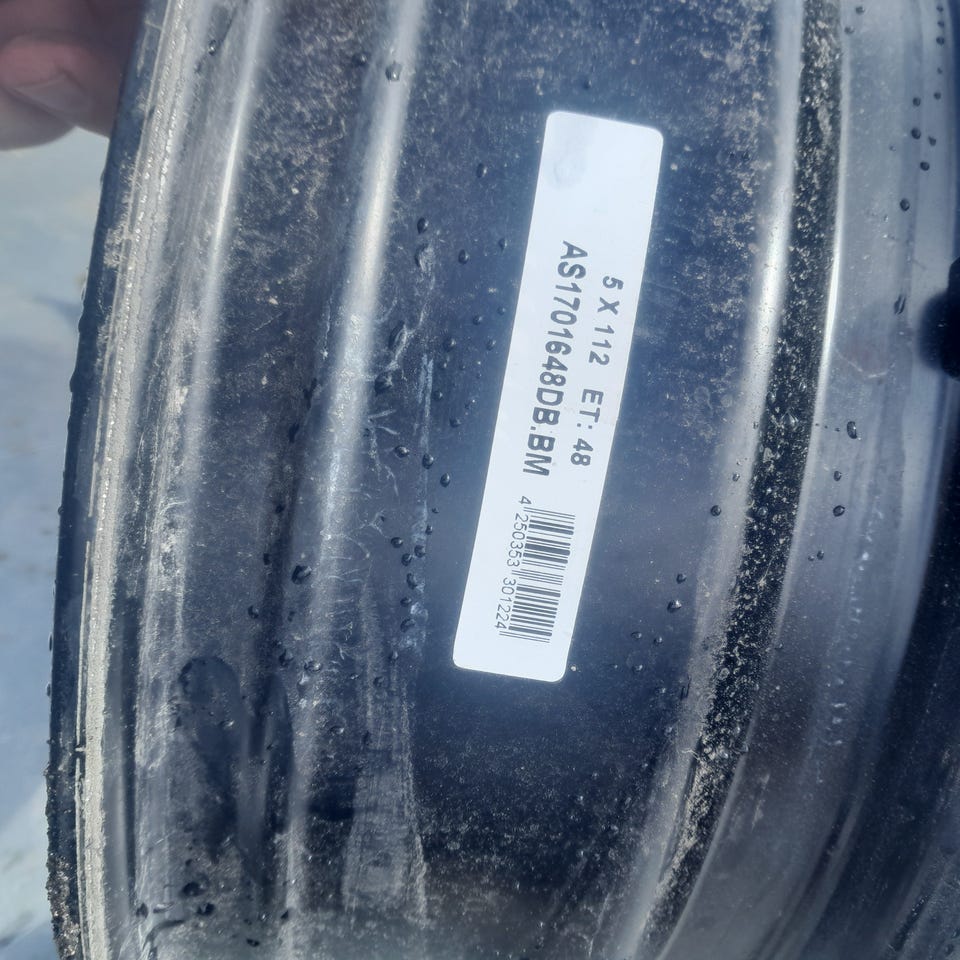 5 X 112 ET: 48
AS1701648DB.BM
4 250353 301224